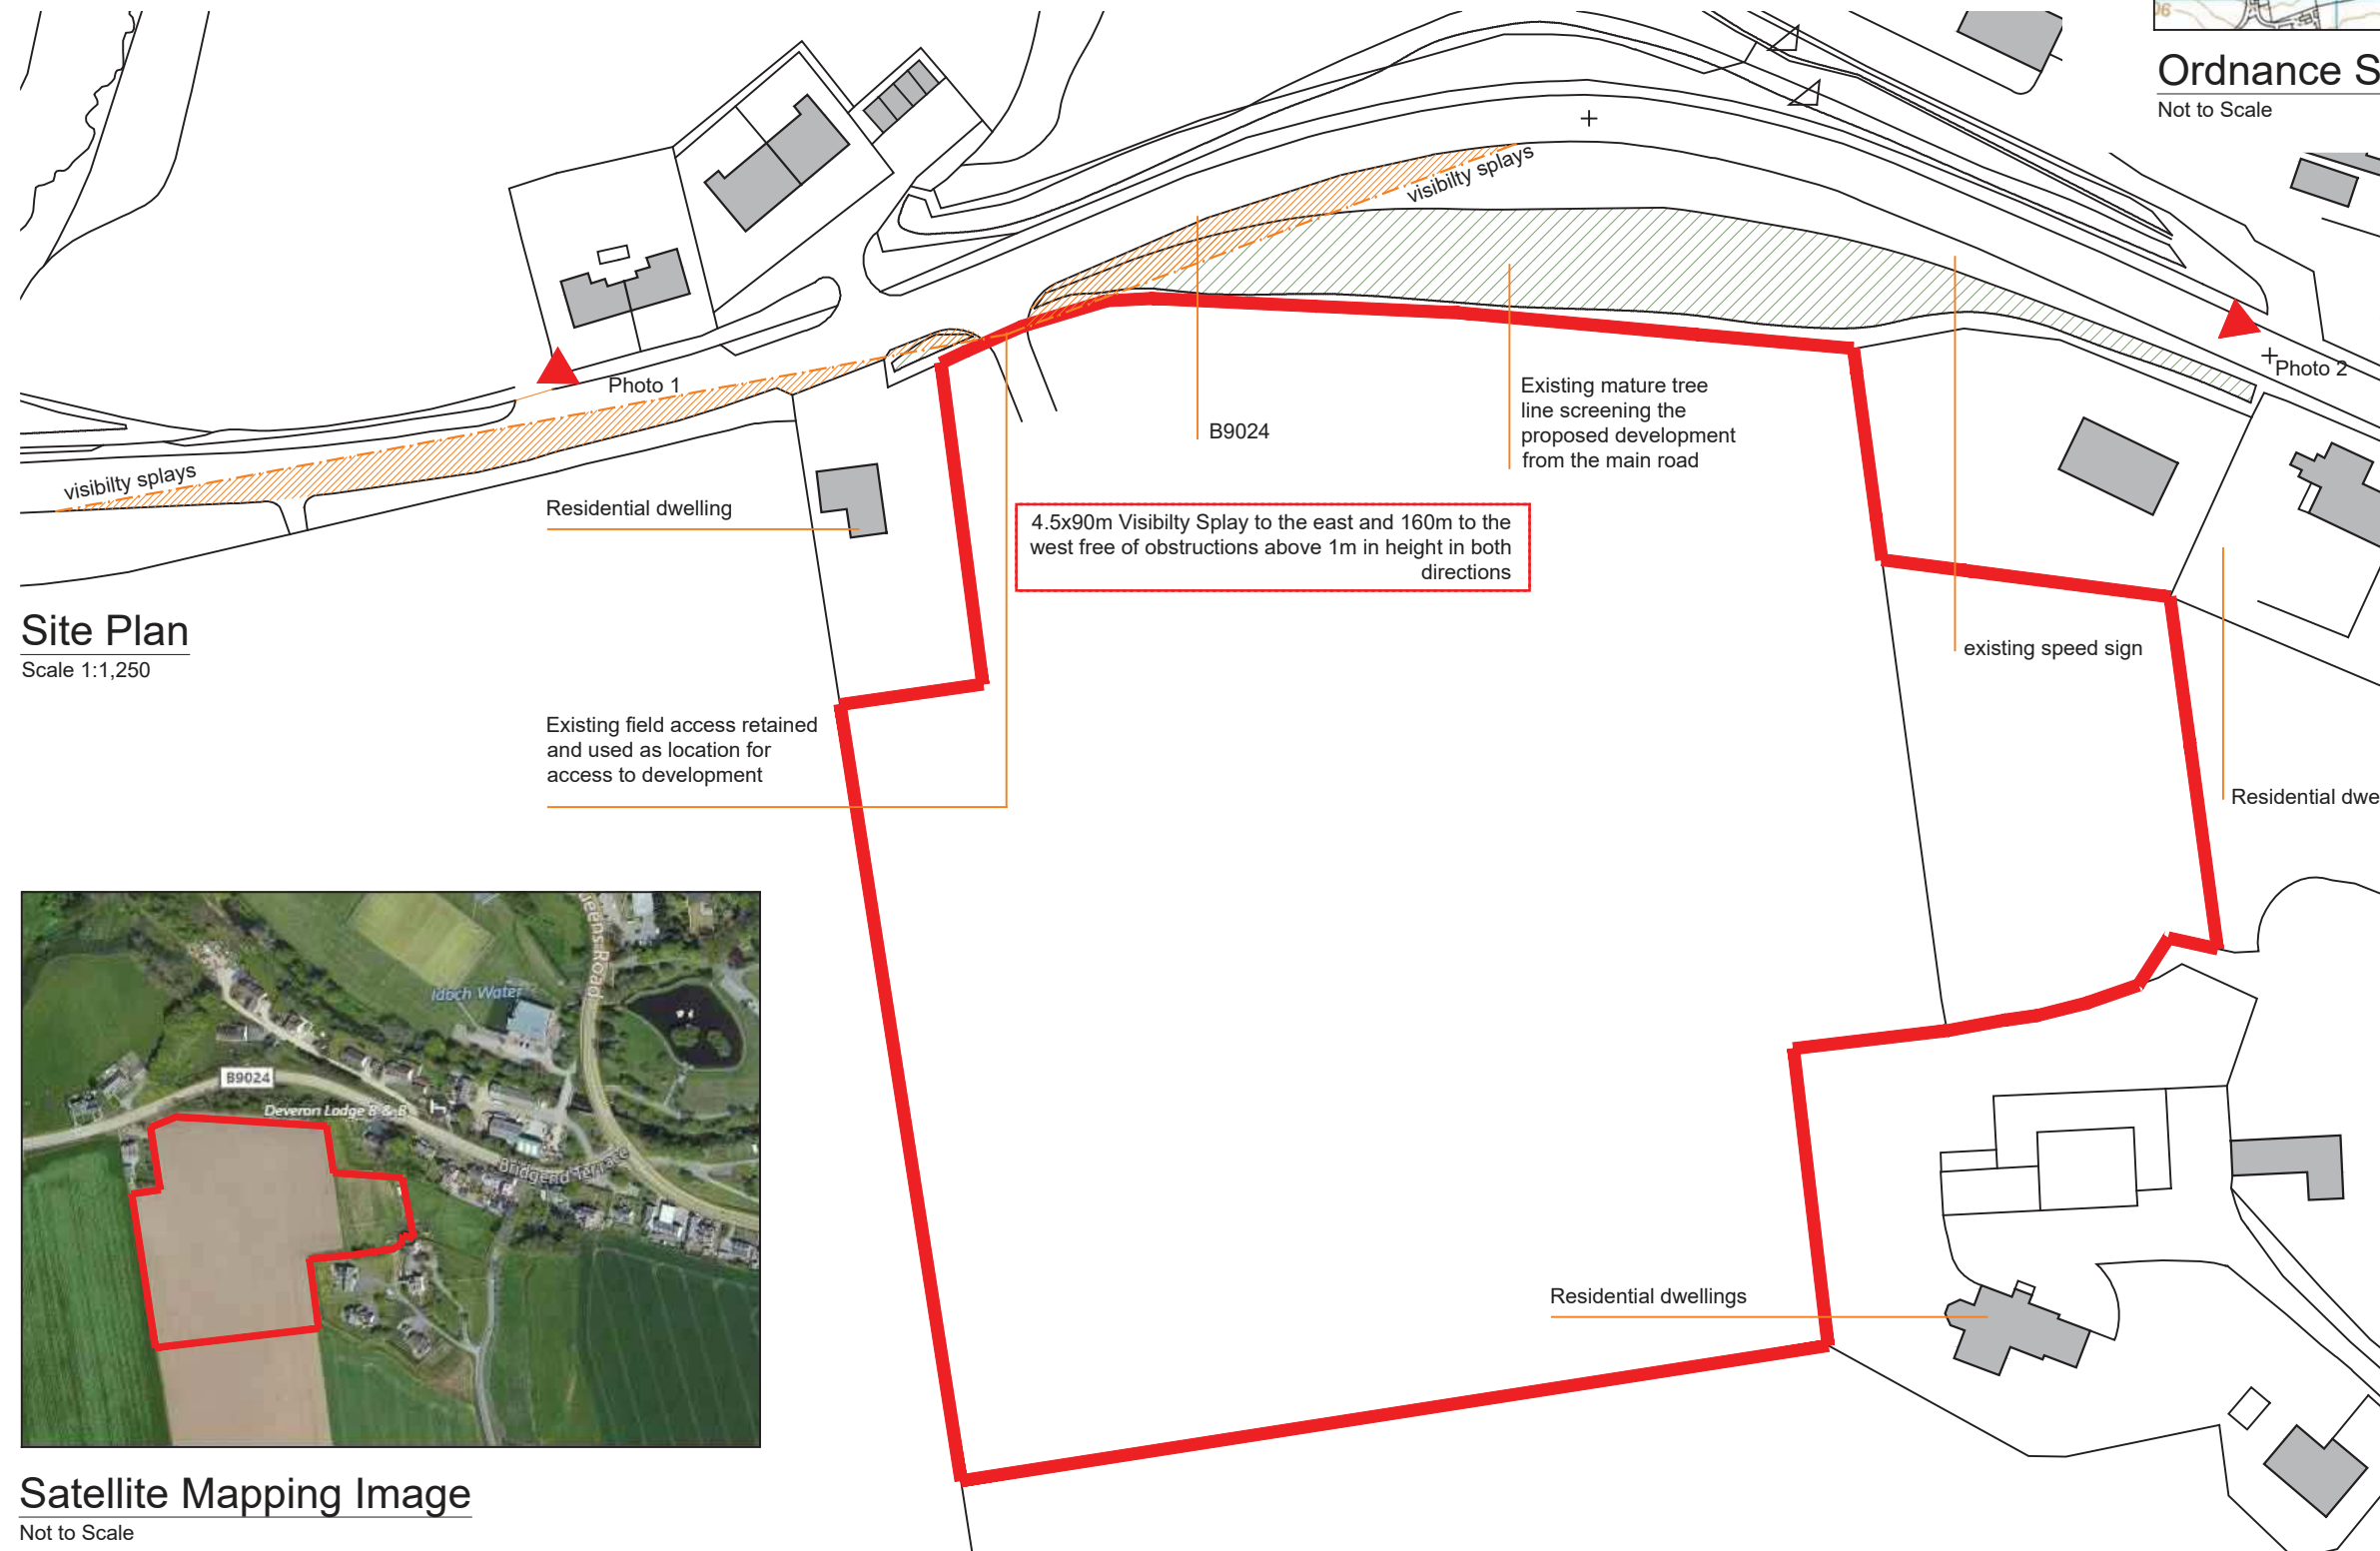 Ordnance S
Not to Scale
visibilty splays
Photo 1
Photo 2
visibilty splays
B9024
Existing mature tree
line screening the
proposed development
from the main road
Residential dwelling
4.5x90m Visibilty Splay to the east and 160m to the
west free of obstructions above 1m in height in both
directions
Site Plan
Scale 1:1,250
existing speed sign
Existing field access retained
and used as location for
access to development
Residential dwe
Idoch Water
eens Road
B9024
Deveron Lodge B & B
Bridgend Terrace
Residential dwellings
Satellite Mapping Image
Not to Scale